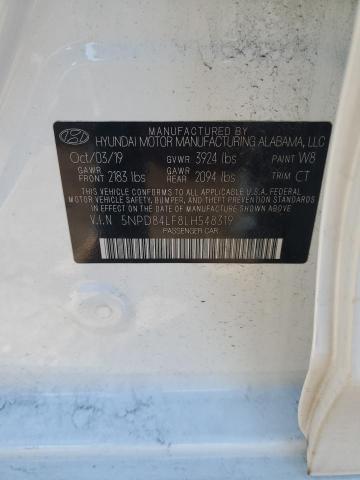 MANUFACTURED BY
HYUNDAI MOTOR MANUFACTURING ALABAMA, LLC
Oct/03/19 GVWR 3924 lbs PAINT W8
GAWR FRONT 2183 lbs GAWR REAR 2094 lbs TRIM CT
THIS VEHICLE CONFORMS TO ALL APPLICABLE U.S.A. FEDERAL
MOTOR VEHICLE SAFETY, BUMPER, AND THEFT PREVENTION STANDARDS
IN EFFECT ON THE DATE OF MANUFACTURE SHOWN ABOVE.
V.I.N 5NPD84LF8LH548319
PASSENGER CAR